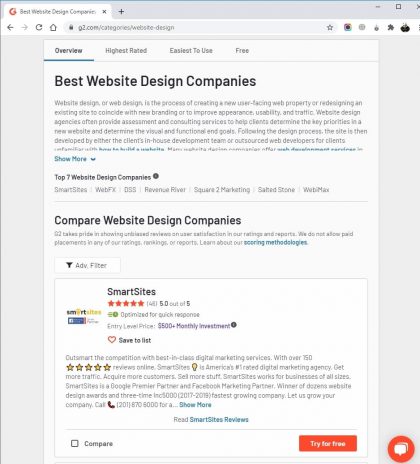 Best Website Design Companies
g2.com/categories/website-design
Overview Highest Rated Easiest To Use Free
Best Website Design Companies
Website design, or web design, is the process of creating a new user-facing web property or redesigning an
existing site to coincide with new branding or to improve appearance, usability, and traffic. Website design
agencies often provide assessment and consulting services to help clients determine the key priorities in
a new website and determine the visual and functional end goals. Following the design process, the site is then
developed by either the client's in-house development team or outsourced web developers for clients
unfamiliar with how to build a website. Many website design companies offer web development services in
Show More
Top 7 Website Design Companies
SmartSites | WebFX | DSS | Revenue River | Square 2 Marketing | Salted Stone | WebiMax
Compare Website Design Companies
G2 takes pride in showing unbiased reviews on user satisfaction in our ratings and reports. We do not allow paid
placements in any of our ratings, rankings, or reports. Learn about our scoring methodologies.
Adv. Filter
SmartSites
smartsites
(46) 5.0 out of 5
Optimized for quick response
Entry Level Price: $500+ Monthly Investment
Save to list
Outsmart the competition with best-in-class digital marketing services. With over 150
reviews online, SmartSites is America's #1 rated digital marketing agency. Get
more traffic. Acquire more customers. Sell more stuff. SmartSites works for businesses of all sizes.
SmartSites is a Google Premier Partner and Facebook Marketing Partner. Winner of dozens website
design awards and three-time Inc5000 (2017-2019) fastest growing company. Let us grow your
company, Call (201) 870 6000 for a... Show More
Read SmartSites Reviews
Compare
Try for free